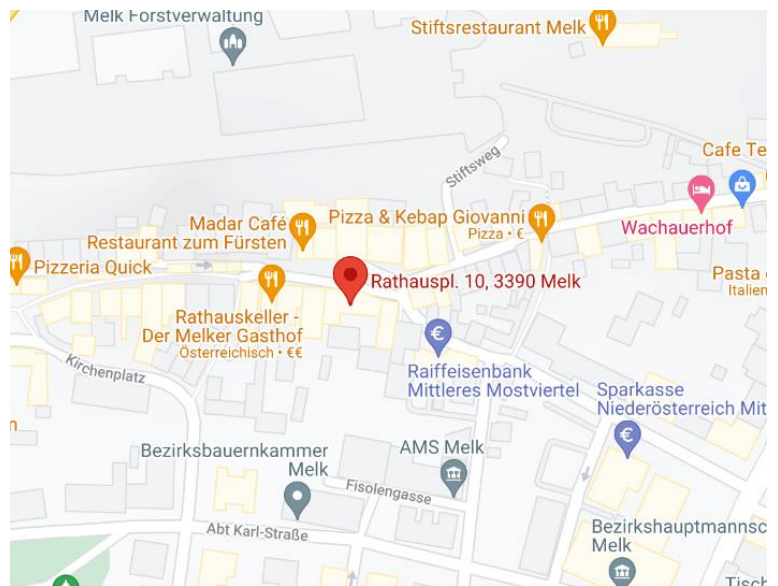 Melk Forstverwaltung
Stiftsrestaurant Melk
Stiftsweg
Cafe Te
Wachauerhof
Madar Café
Restaurant zum Fürsten
Pizza & Kebap Giovanni
Pizza • €
Pizzeria Quick
Rathauspl. 10, 3390 Melk
Pasta
Italien
Rathauskeller -
Der Melker Gasthof
Österreichisch • €€
Kirchenplatz
€
Raiffeisenbank
Mittleres Mostviertel
Sparkasse
Niederösterreich Mit
€
n
Bezirksbauernkammer
Melk
AMS Melk
Fisolengasse
Abt Karl-Straße
Bezirkshauptmannsc
Melk
Tisch